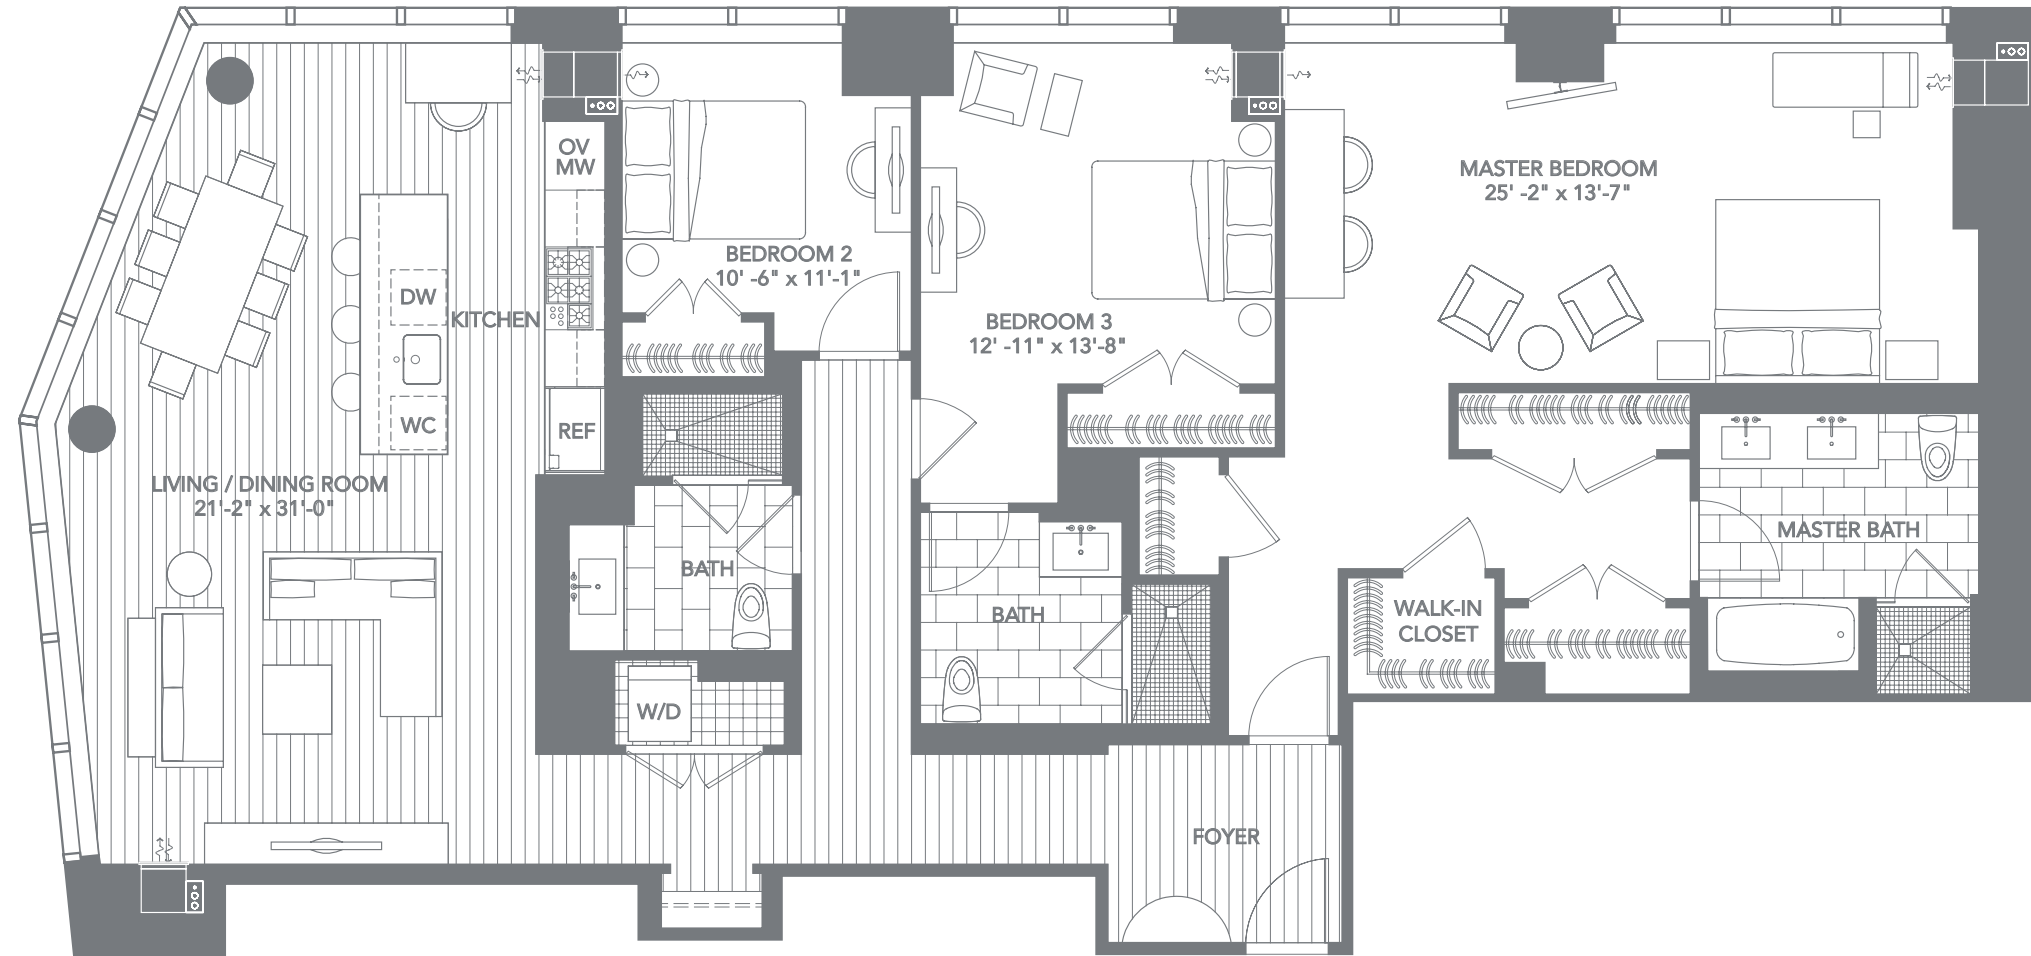 OV
MW
MASTER BEDROOM
25' -2" x 13'-7"
BEDROOM 2
10' -6" x 11'-1"
DW
KITCHEN
BEDROOM 3
12' -11" x 13'-8"
WC
REF
LIVING / DINING ROOM
21'-2" x 31'-0"
MASTER BATH
BATH
BATH
WALK-IN
CLOSET
W/D
FOYER